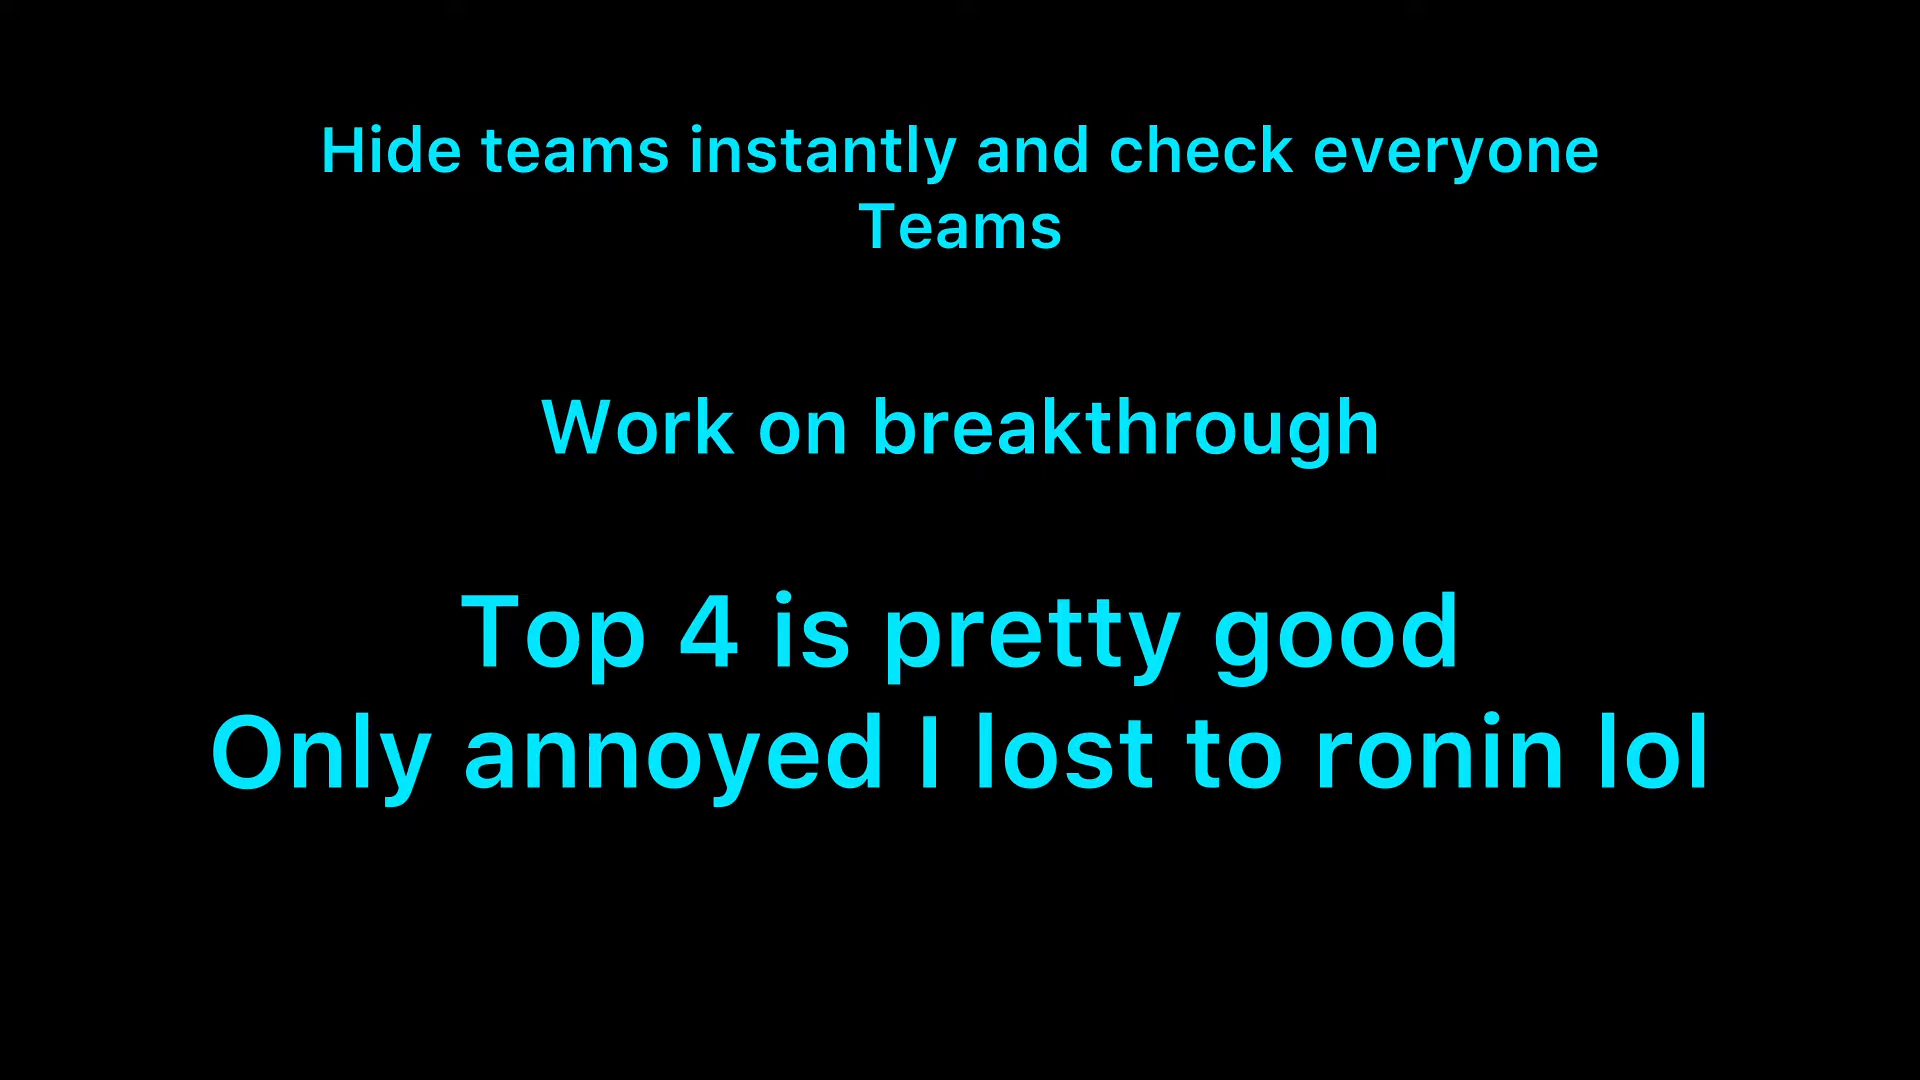 Hide teams instantly and check everyone
Teams
Work on breakthrough
Top 4 is pretty good
Only annoyed I lost to ronin lol